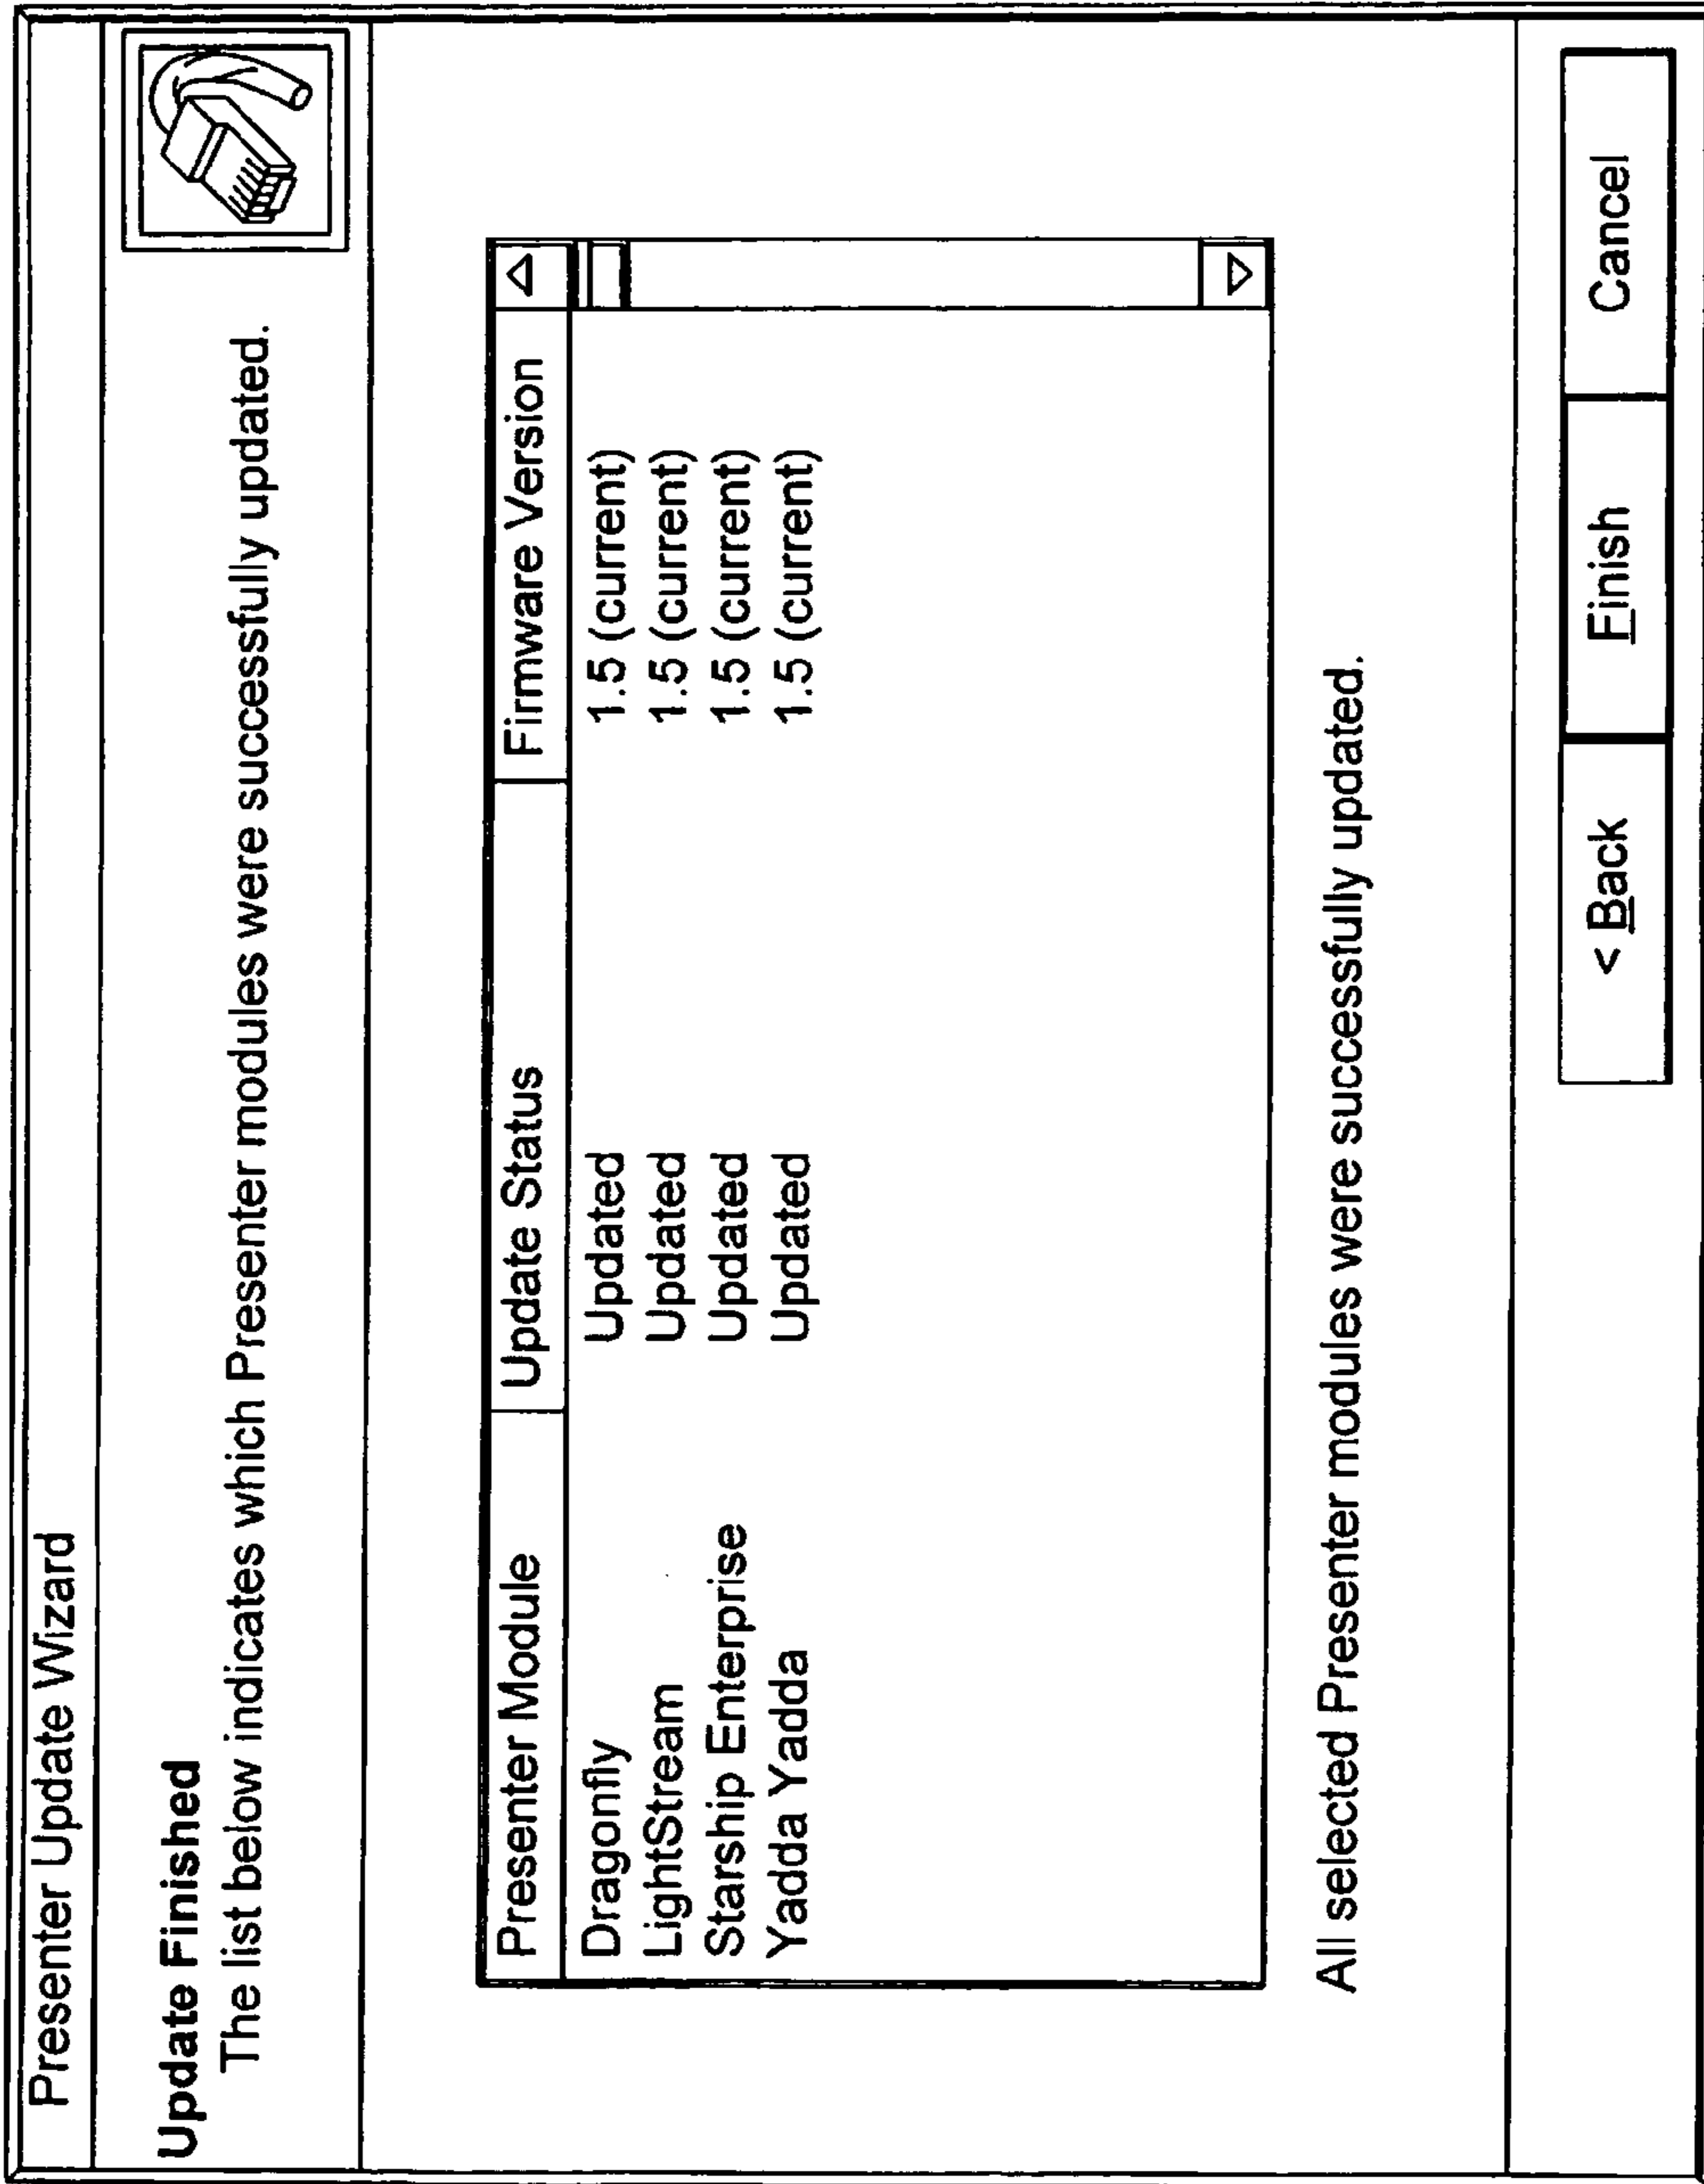 Presenter Update Wizard
Update Finished
The list below indicates which Presenter modules were successfully updated.
Presenter Module Update Status Firmware Version
Dragonfly Updated 1.5 (current)
LightStream Updated 1.5 (current)
Starship Enterprise Updated 1.5 (current)
Yadda Yadda Updated 1.5 (current)
All selected Presenter modules were successfully updated.
< Back Finish Cancel